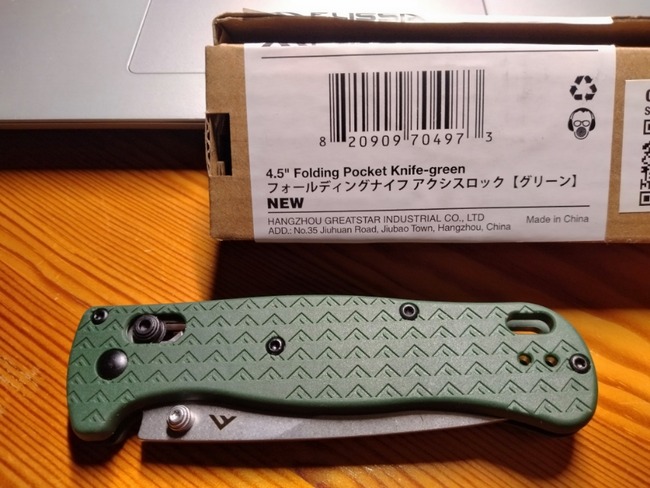 8 20909 70497 3
4.5" Folding Pocket Knife-green
フォールディングナイフ アクシスロック【グリーン】
NEW
HANGZHOU GREATSTAR INDUSTRIAL CO., LTD Made in China
ADD.: No.35 Jiuhuan Road, Jiubao Town, Hangzhou, China